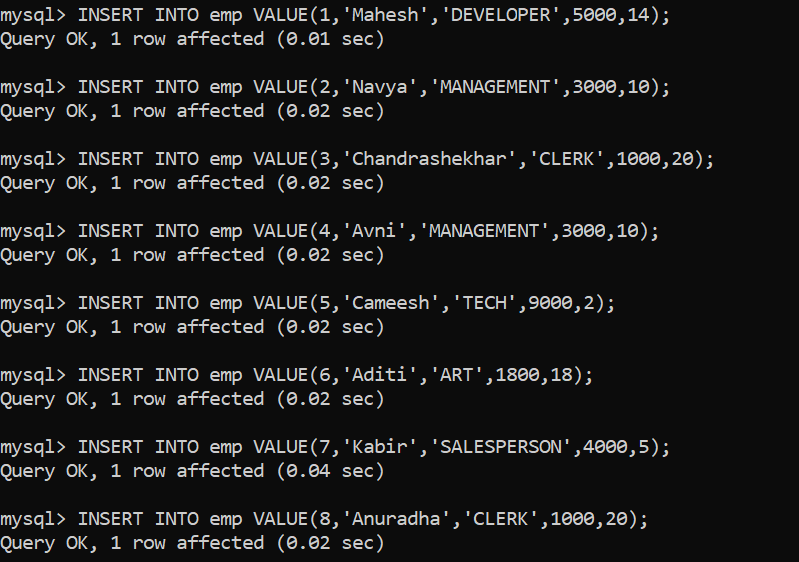 mysql> INSERT INTO emp VALUE(1,'Mahesh','DEVELOPER',5000,14);
Query OK, 1 row affected (0.01 sec)
mysql> INSERT INTO emp VALUE(2,'Navya','MANAGEMENT',3000,10);
Query OK, 1 row affected (0.02 sec)
mysql> INSERT INTO emp VALUE(3,'Chandrashekhar','CLERK',1000,20);
Query OK, 1 row affected (0.02 sec)
mysql> INSERT INTO emp VALUE(4,'Avni','MANAGEMENT',3000,10);
Query OK, 1 row affected (0.02 sec)
mysql> INSERT INTO emp VALUE(5,'Cameesh','TECH',9000,2);
Query OK, 1 row affected (0.02 sec)
mysql> INSERT INTO emp VALUE(6,'Aditi','ART',1800,18);
Query OK, 1 row affected (0.02 sec)
mysql> INSERT INTO emp VALUE(7,'Kabir','SALESPERSON',4000,5);
Query OK, 1 row affected (0.04 sec)
mysql> INSERT INTO emp VALUE(8,'Anuradha','CLERK',1000,20);
Query OK, 1 row affected (0.02 sec)